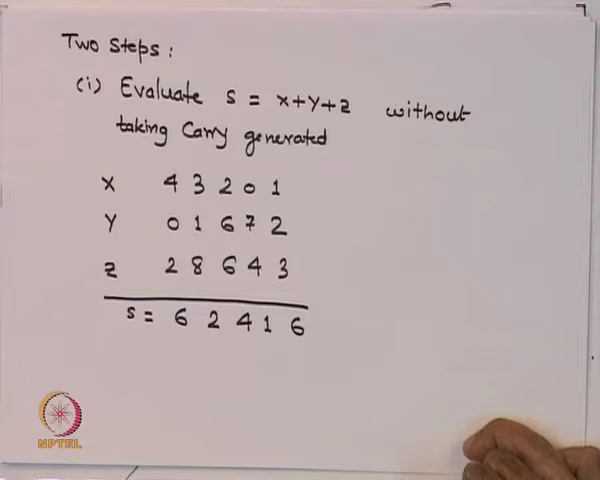 Two Steps:
(i) Evaluate s = x+y+z without
taking Carry generated
X 4 3 2 0 1
Y 0 1 6 7 2
Z 2 8 6 4 3
s = 6 2 4 1 6
NPTEL